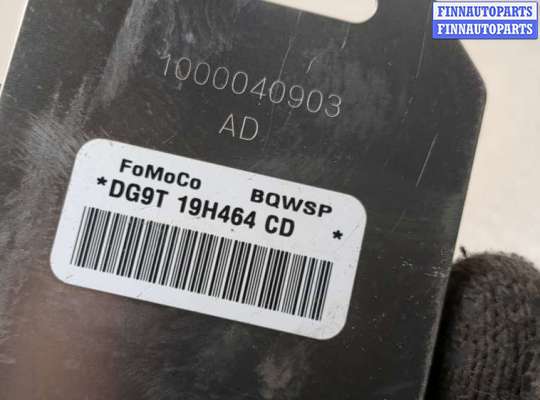 FINNAUTOPARTS
FINNAUTOPARTS
1000040903
AD
FoMoCo BQWSP
*DG9T 19H464 CD *